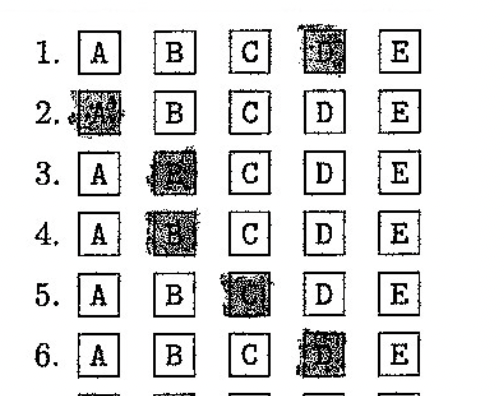 1. A B C D E
2. A B C D E
3. A B C D E
4. A B C D E
5. A B C D E
6. A B C D E